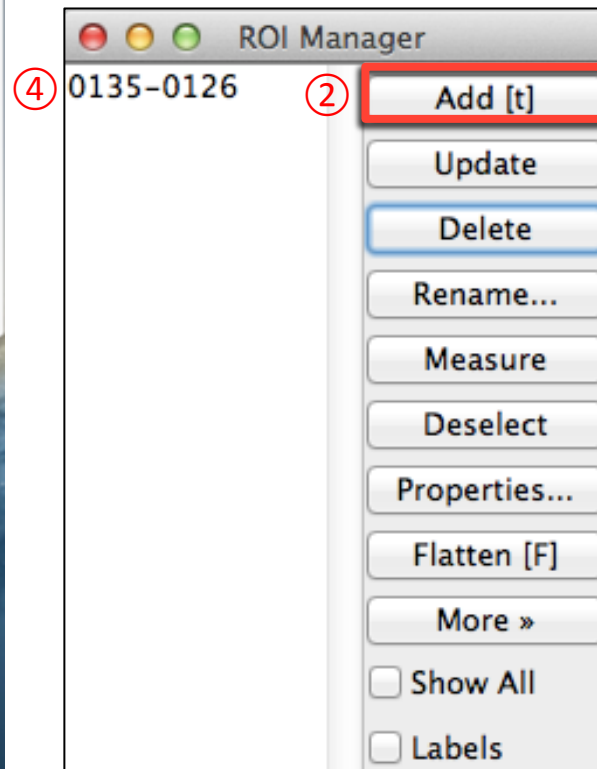 ROI Manager
④ 0135-0126
② Add [t]
Update
Delete
Rename...
Measure
Deselect
Properties...
Flatten [F]
More »
Show All
Labels